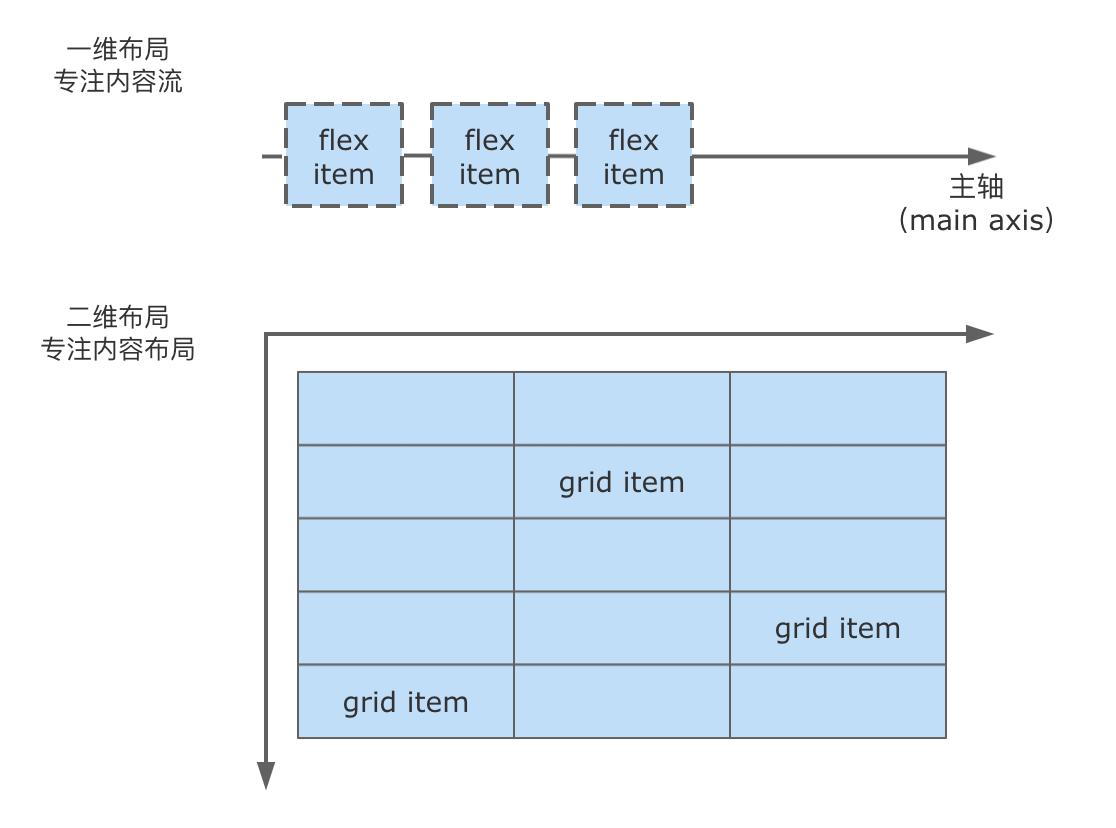 一维布局
专注内容流
flex
item
flex
item
flex
item
主轴
（main axis）
二维布局
专注内容布局
grid item
grid item
grid item